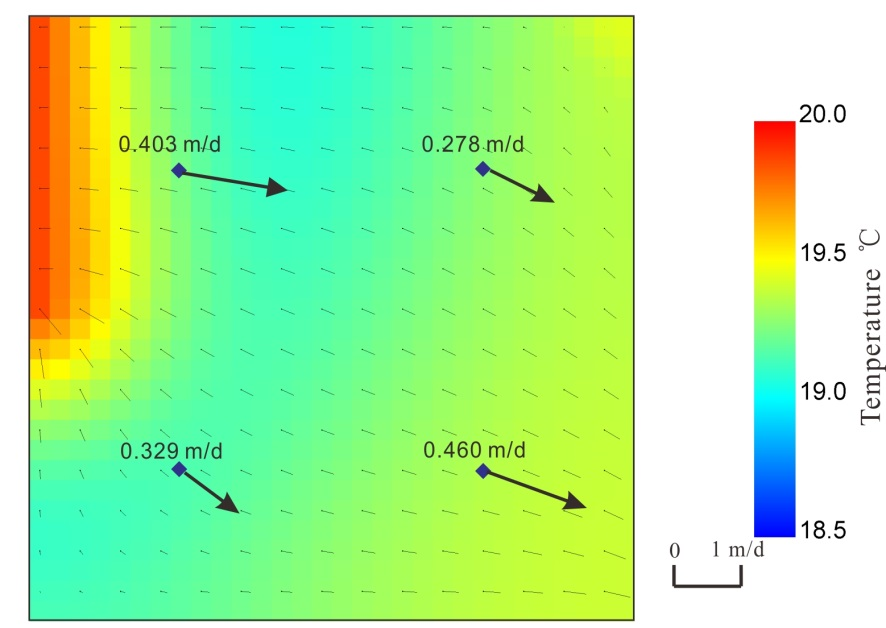 0.403 m/d
0.278 m/d
0.329 m/d
0.460 m/d
20.0
19.5
19.0
18.5
Temperature ℃
0 1 m/d